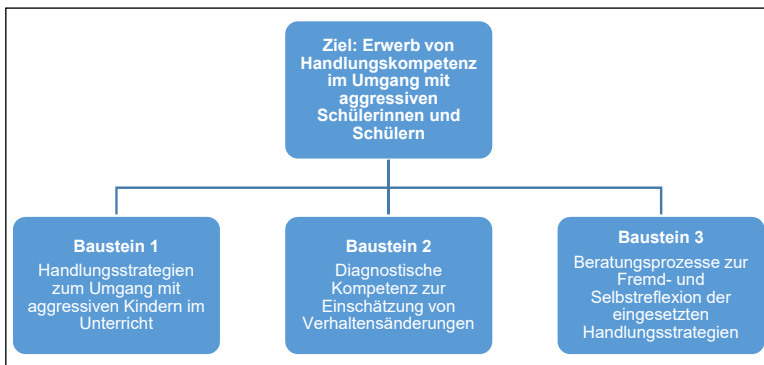 Ziel: Erwerb von
Handlungskompetenz
im Umgang mit
aggressiven
Schülerinnen und
Schülern
Baustein 1
Handlungsstrategien
zum Umgang mit
aggressiven Kindern im
Unterricht
Baustein 2
Diagnostische
Kompetenz zur
Einschätzung von
Verhaltensänderungen
Baustein 3
Beratungsprozesse zur
Fremd- und
Selbstreflexion der
eingesetzten
Handlungsstrategien